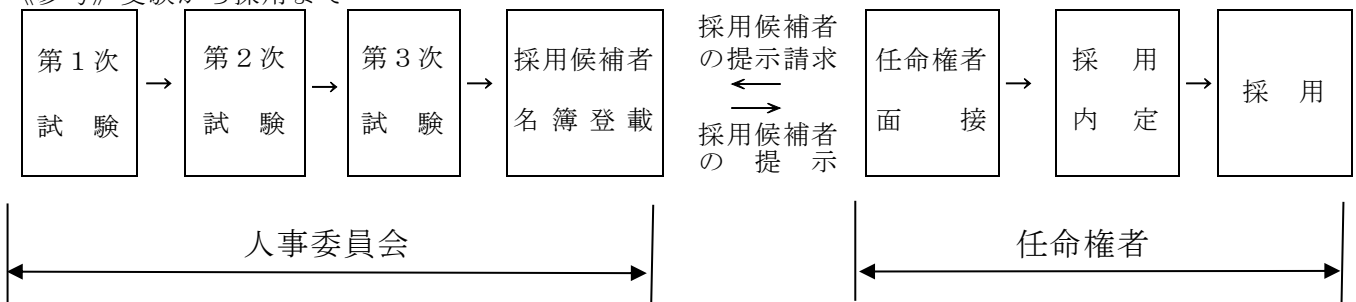 《参考》受験から採用まで
第１次
試 験
→
第２次
試 験
→
第３次
試 験
→
採用候補者
名簿登載
採用候補者
の提示請求
←
→
採用候補者
の 提 示
任命権者
面 接
→
採 用
内 定
→
採 用
人事委員会
任命権者